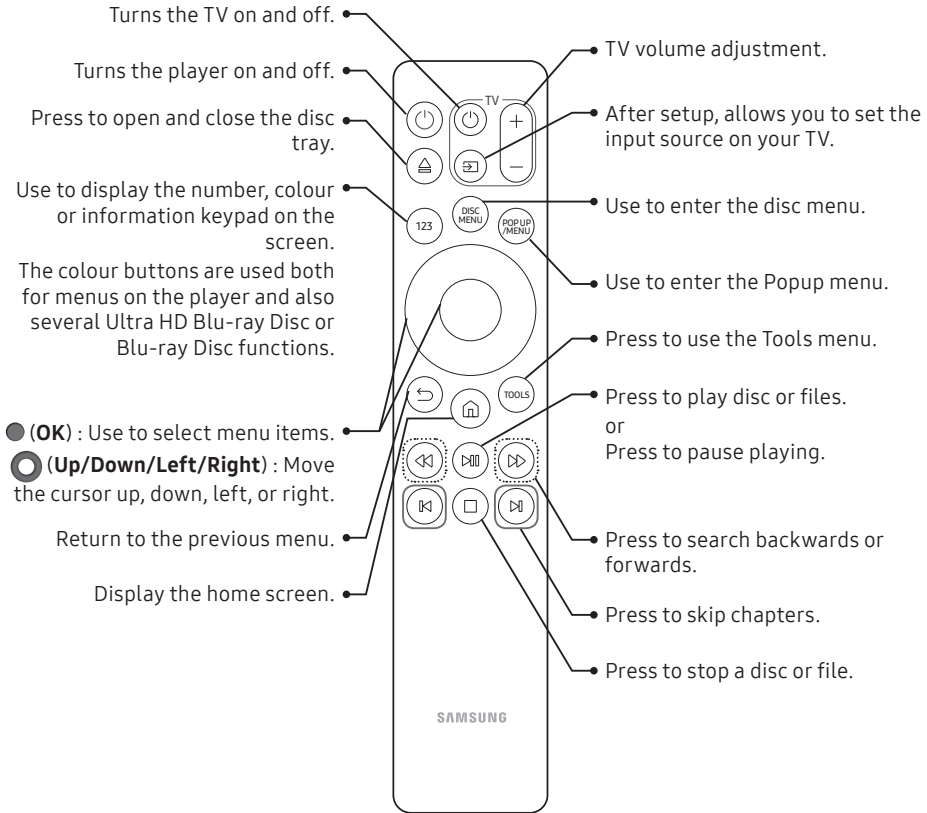 Turns the TV on and off.
Turns the player on and off.
Press to open and close the disc
tray.
Use to display the number, colour
or information keypad on the
screen.
The colour buttons are used both
for menus on the player and also
several Ultra HD Blu-ray Disc or
Blu-ray Disc functions.
(OK) : Use to select menu items.
(Up/Down/Left/Right) : Move
the cursor up, down, left, or right.
Return to the previous menu.
Display the home screen.
TV
+
−
123
DISC
MENU
POPUP
/MENU
TOOLS
SAMSUNG
TV volume adjustment.
After setup, allows you to set the
input source on your TV.
Use to enter the disc menu.
Use to enter the Popup menu.
Press to use the Tools menu.
Press to play disc or files.
or
Press to pause playing.
Press to search backwards or
forwards.
Press to skip chapters.
Press to stop a disc or file.